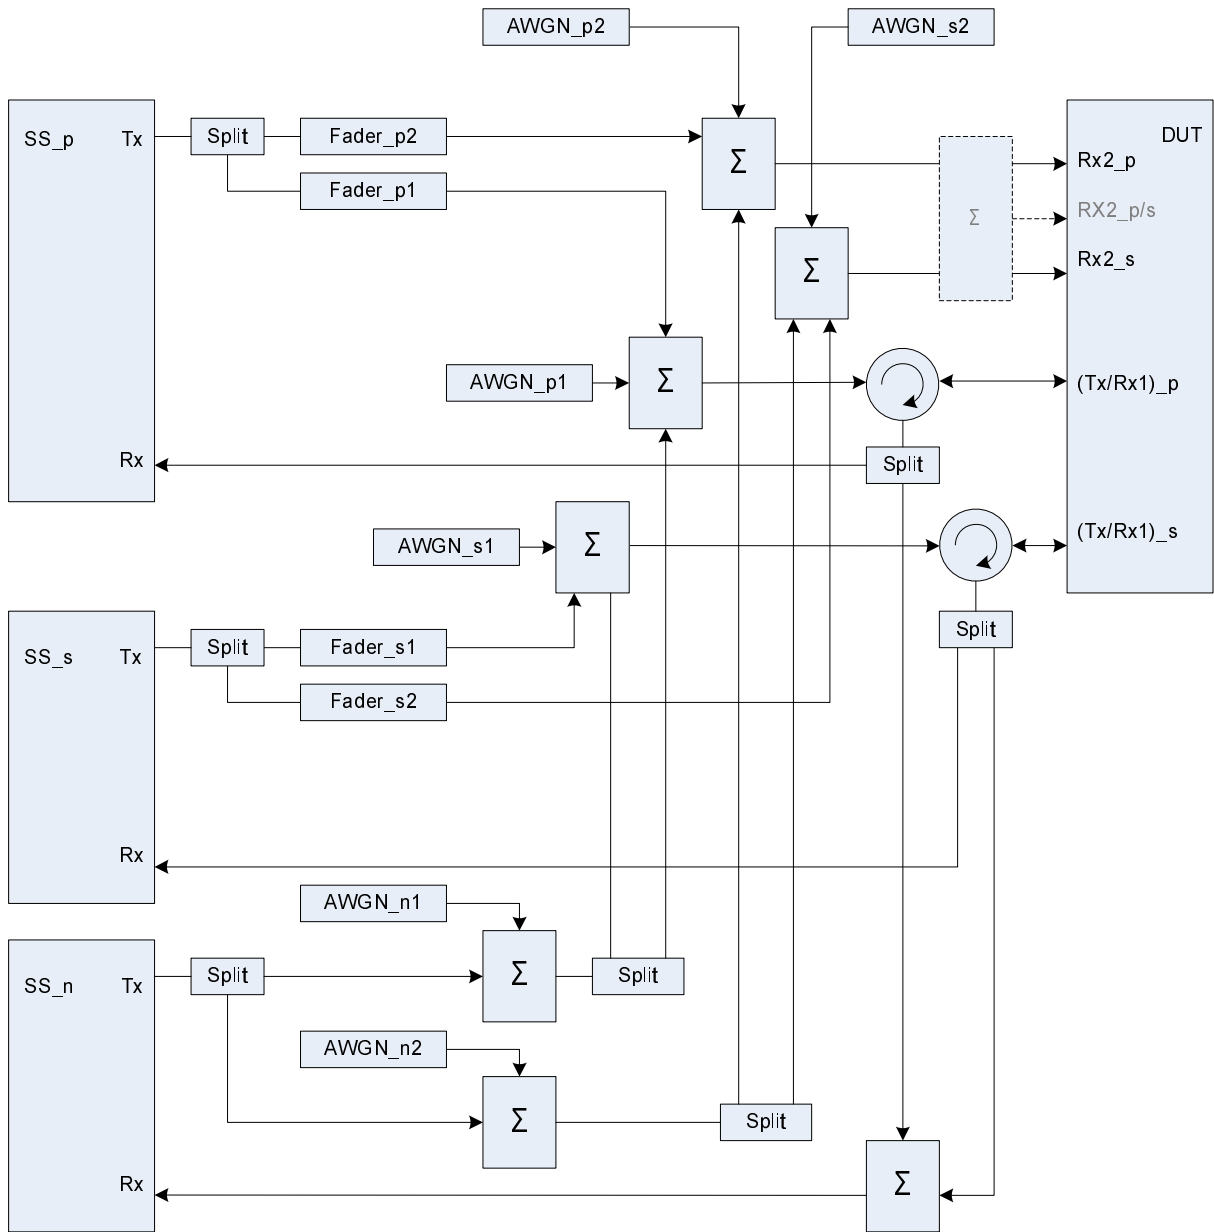 AWGN_p2
AWGN_s2
SS_p
Tx
Split
Fader_p2
Fader_p1
Σ
DUT
Rx2_p
Σ
RX2_p/s
Rx2_s
Σ
AWGN_p1
Σ
(Tx/Rx1)_p
Rx
Split
AWGN_s1
Σ
(Tx/Rx1)_s
SS_s
Tx
Split
Fader_s1
Split
Fader_s2
Rx
AWGN_n1
SS_n
Tx
Split
Σ
Split
AWGN_n2
Σ
Split
Rx
Σ